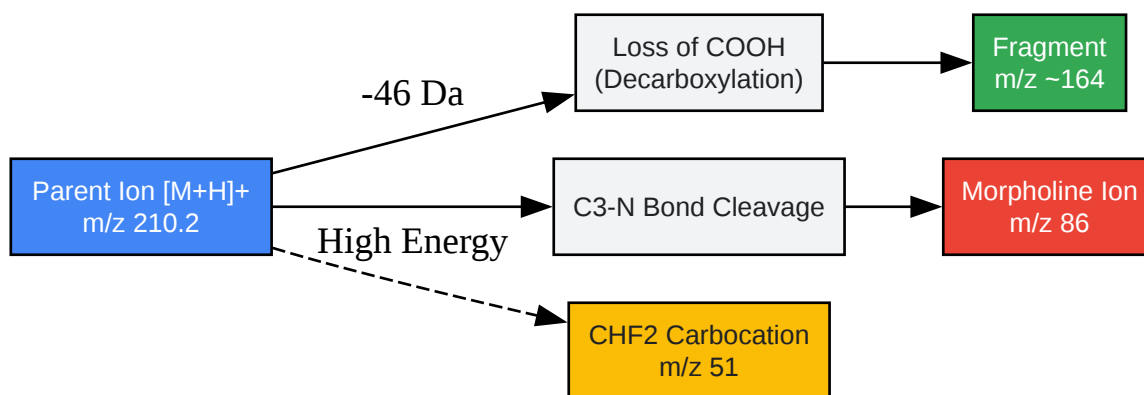 Loss of COOH
(Decarboxylation)
Fragment
m/z ~164
-46 Da
Parent Ion [M+H]+
m/z 210.2
C3-N Bond Cleavage
Morpholine Ion
m/z 86
High Energy
CHF2 Carbocation
m/z 51